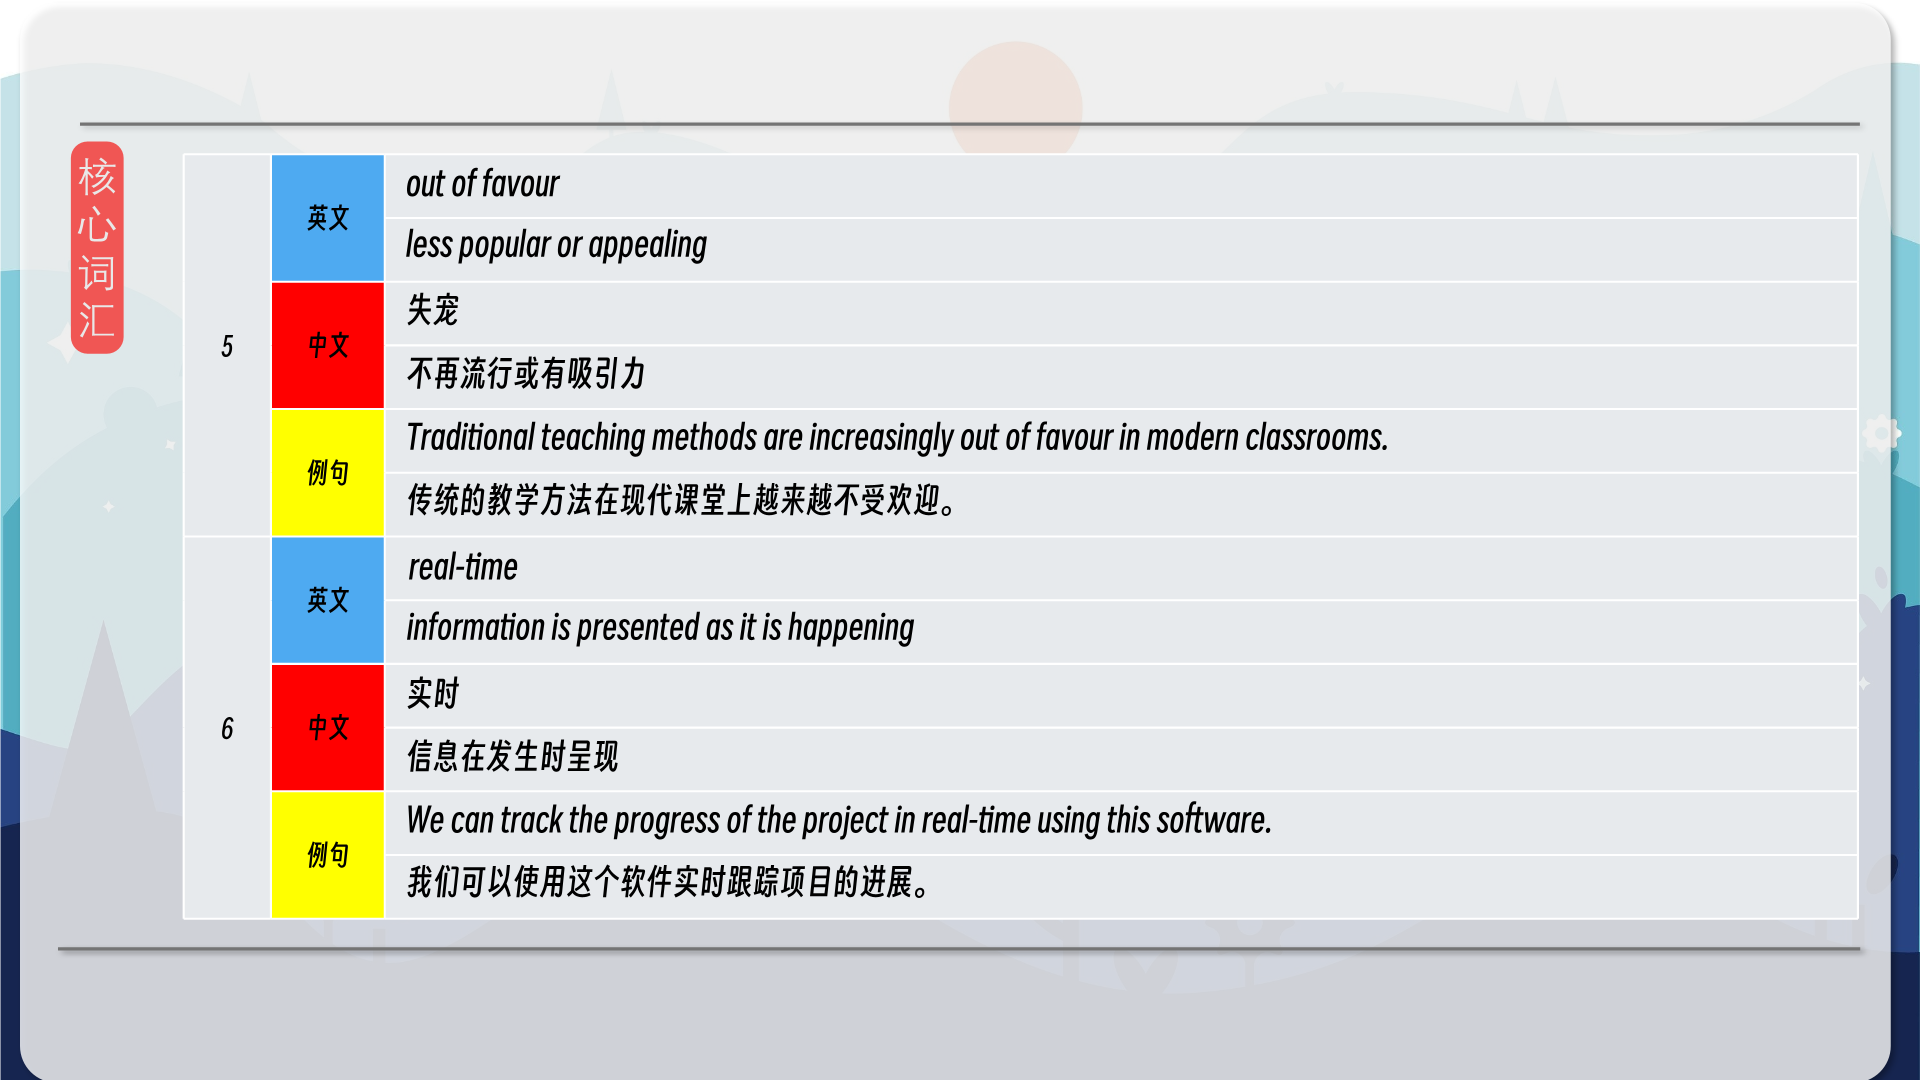 核
心
词
汇
5
英文
out of favour
less popular or appealing
中文
失宠
不再流行或有吸引力
例句
Traditional teaching methods are increasingly out of favour in modern classrooms.
传统的教学方法在现代课堂上越来越不受欢迎。
6
英文
real-time
information is presented as it is happening
中文
实时
信息在发生时呈现
例句
We can track the progress of the project in real-time using this software.
我们可以使用这个软件实时跟踪项目的进展。